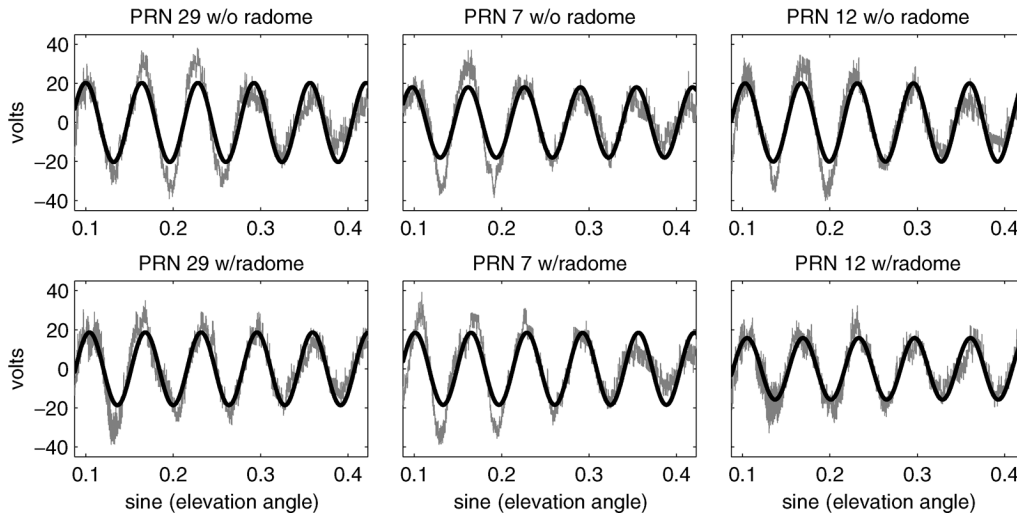 PRN 29 w/o radome
PRN 7 w/o radome
PRN 12 w/o radome
40
20
0
−20
−40
volts
0.1 0.2 0.3 0.4
0.1 0.2 0.3 0.4
0.1 0.2 0.3 0.4
PRN 29 w/radome
PRN 7 w/radome
PRN 12 w/radome
40
20
0
−20
−40
volts
0.1 0.2 0.3 0.4
0.1 0.2 0.3 0.4
0.1 0.2 0.3 0.4
sine (elevation angle)
sine (elevation angle)
sine (elevation angle)